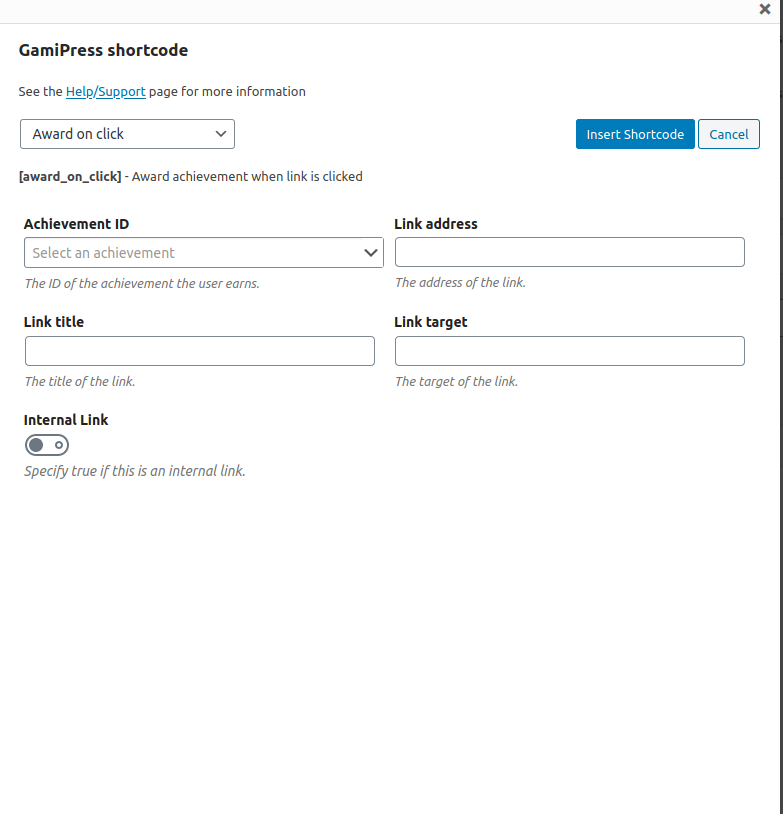 GamiPress shortcode
See the Help/Support page for more information
Award on click
Insert Shortcode
Cancel
[award_on_click] - Award achievement when link is clicked
Achievement ID
Link address
Select an achievement
The ID of the achievement the user earns.
The address of the link.
Link title
Link target
The title of the link.
The target of the link.
Internal Link
Specify true if this is an internal link.